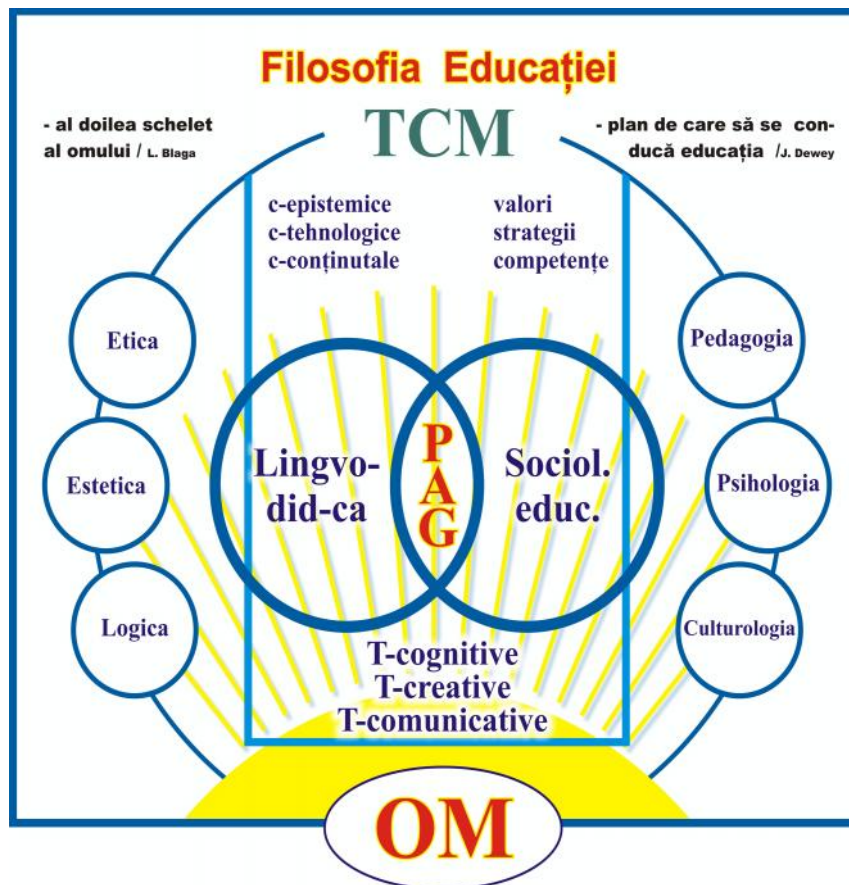 Filosofia Educației
- al doilea schelet
al omului / L. Blaga
TCM
- plan de care să se con-
ducă educația /J. Dewey
c-epistemice
c-tehnologice
c-conținutale
valori
strategii
competențe
Etica
Estetica
Logica
Lingvo-
did-ca
PAG
Sociol.
educ.
Pedagogia
Psihologia
Culturologia
T-cognitive
T-creative
T-comunicative
OM